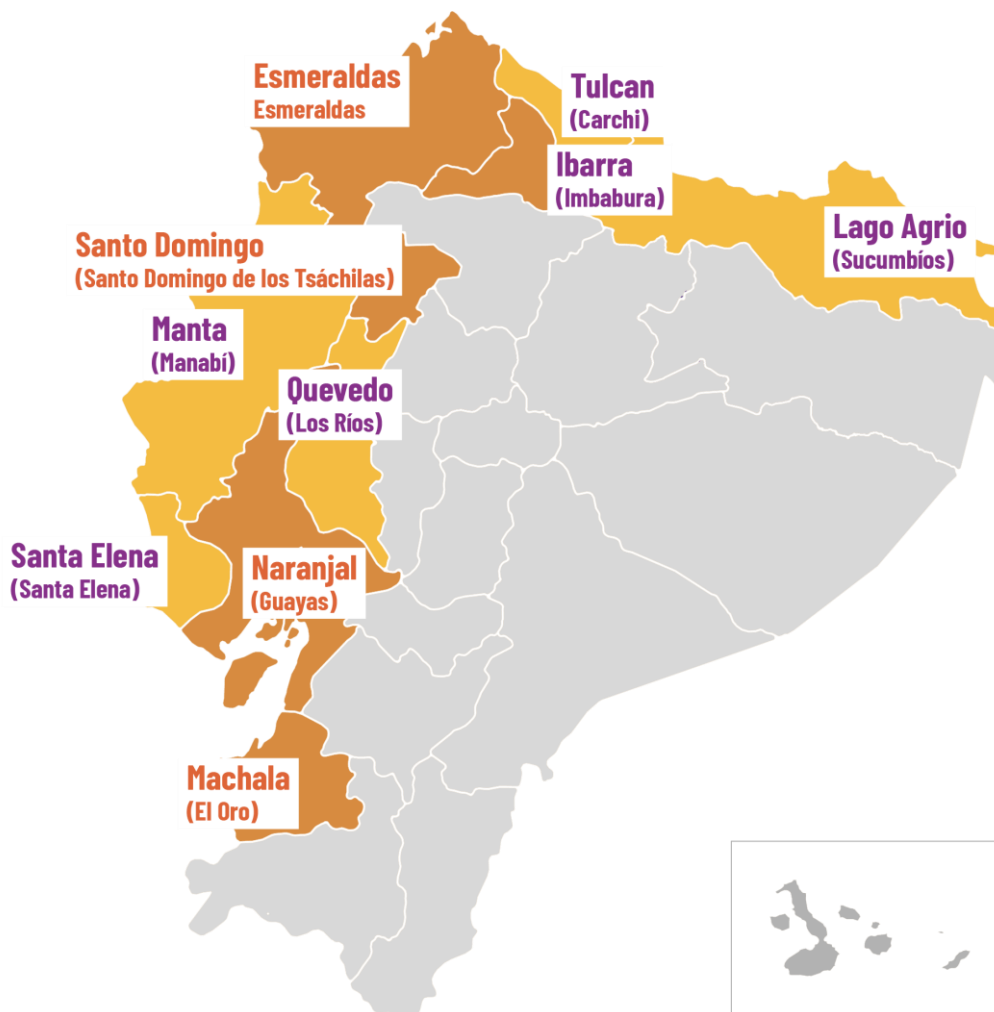 Esmeraldas
Esmeraldas
Tulcan
(Carchi)
Ibarra
(Imbabura)
Lago Agrio
(Sucumbíos)
Santo Domingo
(Santo Domingo de los Tsáchilas)
Manta
(Manabí)
Quevedo
(Los Ríos)
Santa Elena
(Santa Elena)
Naranjal
(Guayas)
Machala
(El Oro)